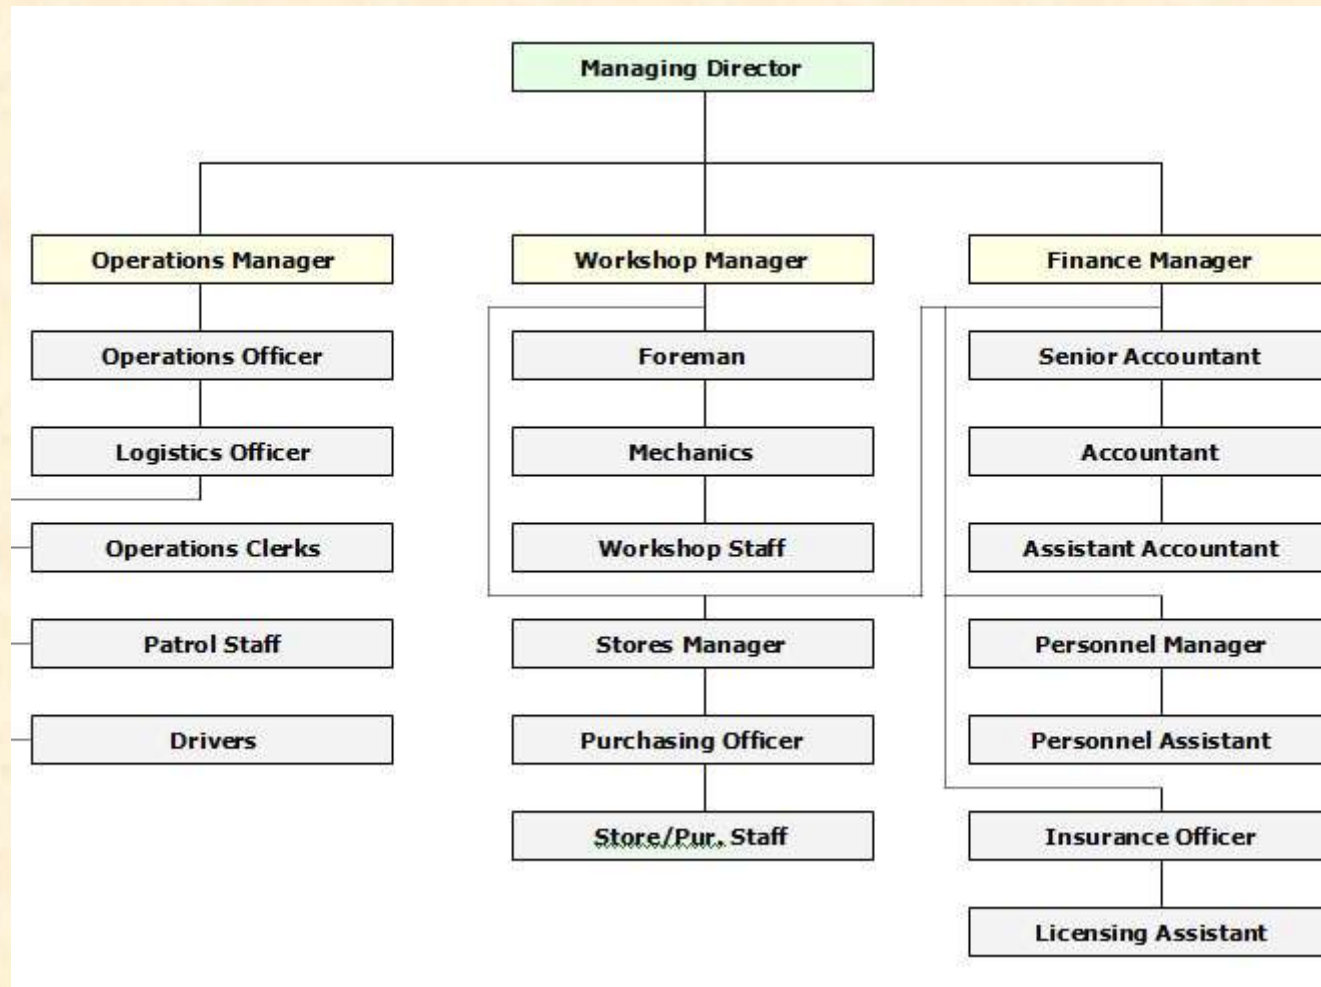 Managing Director
Operations Manager
Workshop Manager
Finance Manager
Operations Officer
Foreman
Senior Accountant
Logistics Officer
Mechanics
Accountant
Operations Clerks
Workshop Staff
Assistant Accountant
Patrol Staff
Stores Manager
Personnel Manager
Drivers
Purchasing Officer
Personnel Assistant
Store/Pur. Staff
Insurance Officer
Licensing Assistant